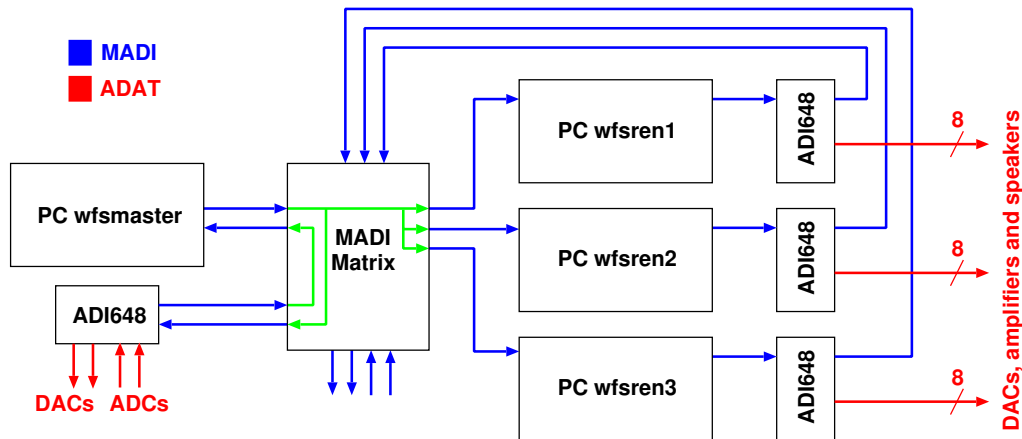 MADI
ADAT
PC wfsmaster
ADI648
DACs ADCs
MADI
Matrix
PC wfsren1
ADI648
8
PC wfsren2
ADI648
8
PC wfsren3
ADI648
8
DACs, amplifiers and speakers